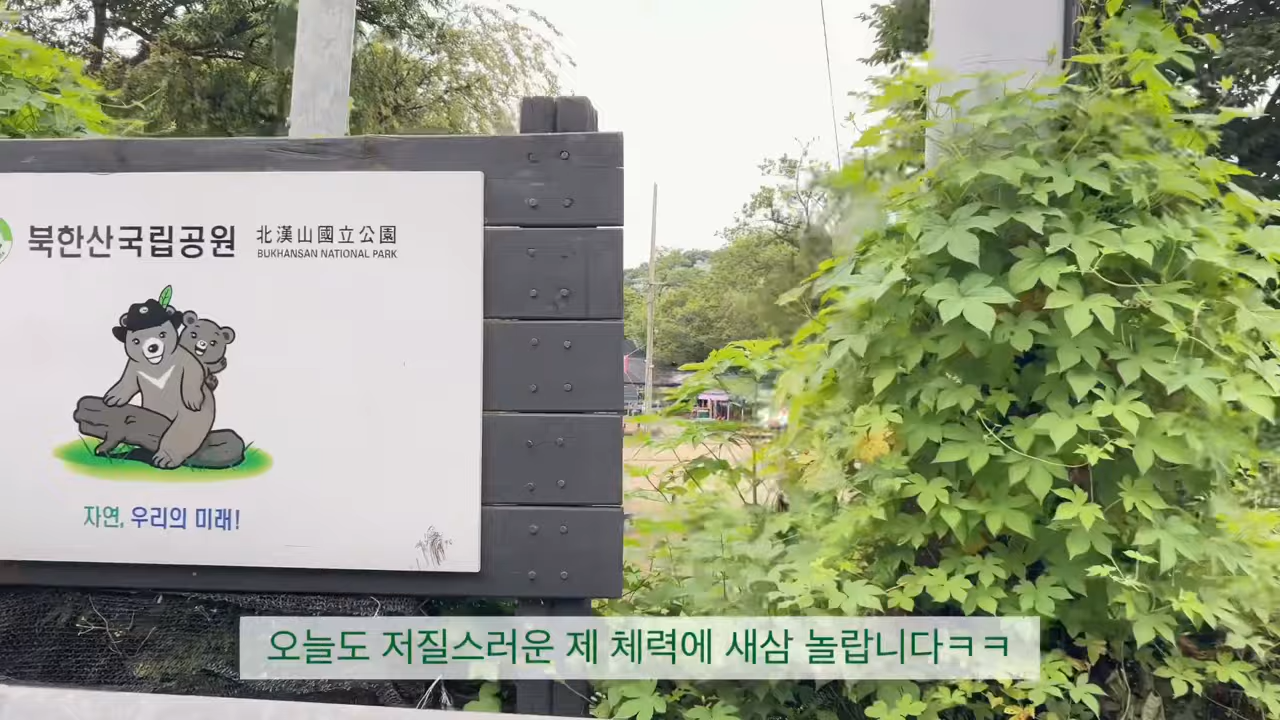 북한산국립공원
北漢山國立公園
BUKHANSAN NATIONAL PARK
자연, 우리의 미래!
오늘도 저질스러운 제 체력에 새삼 놀랍니다ㅋㅋ